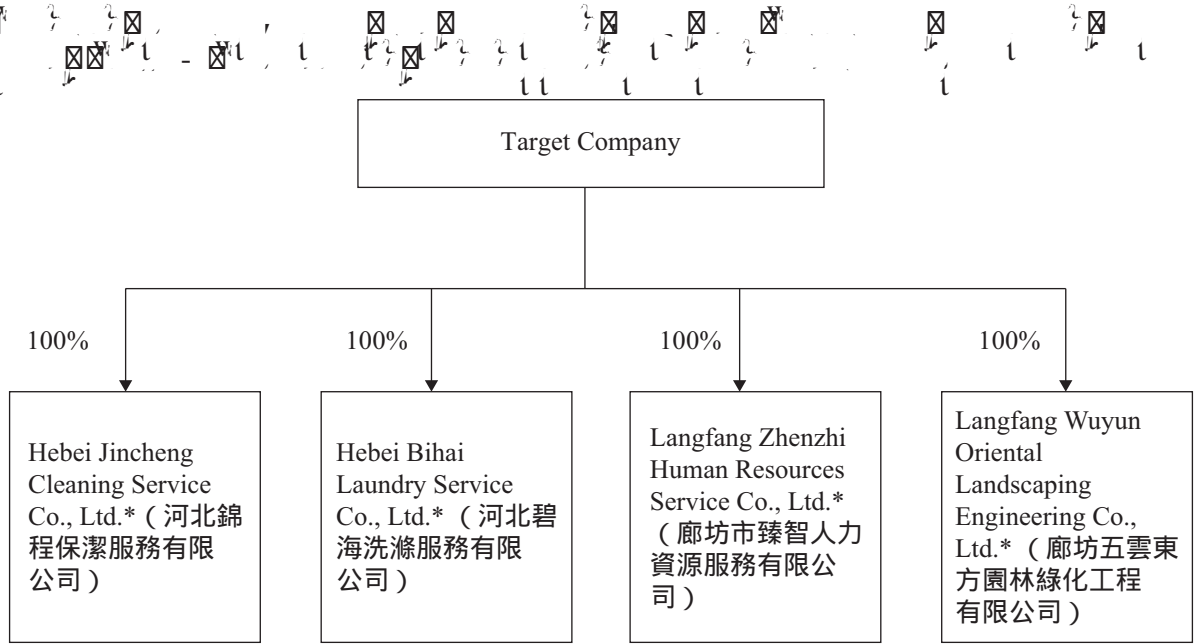 Target Company
100%
100%
100%
100%
Hebei Jincheng
Cleaning Service
Co., Ltd.*（河北錦
程保潔服務有限
公司）
Hebei Bihai
Laundry Service
Co., Ltd.*（河北碧
海洗滌服務有限
公司）
Langfang Zhenzhi
Human Resources
Service Co., Ltd.*
（廊坊市臻智人力
資源服務有限公
司）
Langfang Wuyun
Oriental
Landscaping
Engineering Co.,
Ltd.*（廊坊五雲東
方園林綠化工程
有限公司）